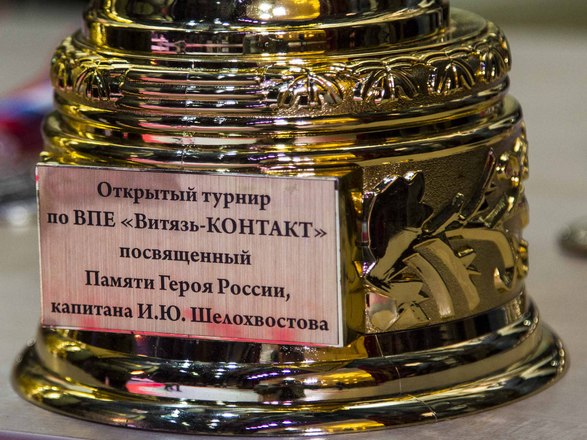 Открытый турнир
по ВПЕ «Витязь-КОНТАКТ»
посвященный
Памяти Героя России,
капитана И.Ю. Шелохвостова